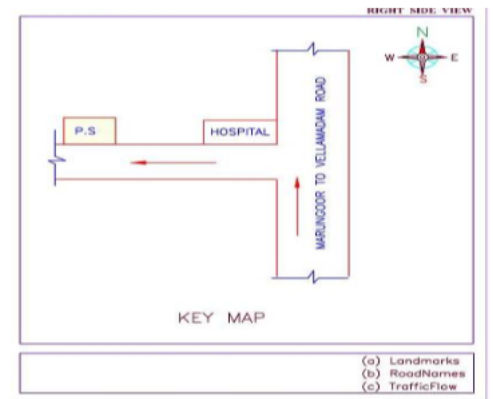 RIGHT SIDE VIEW
N
W
E
S
P.S
HOSPITAL
MARUNGOOR TO VELLAMADAM ROAD
KEY MAP
(a) Landmarks
(b) RoadNames
(c) TrafficFlow